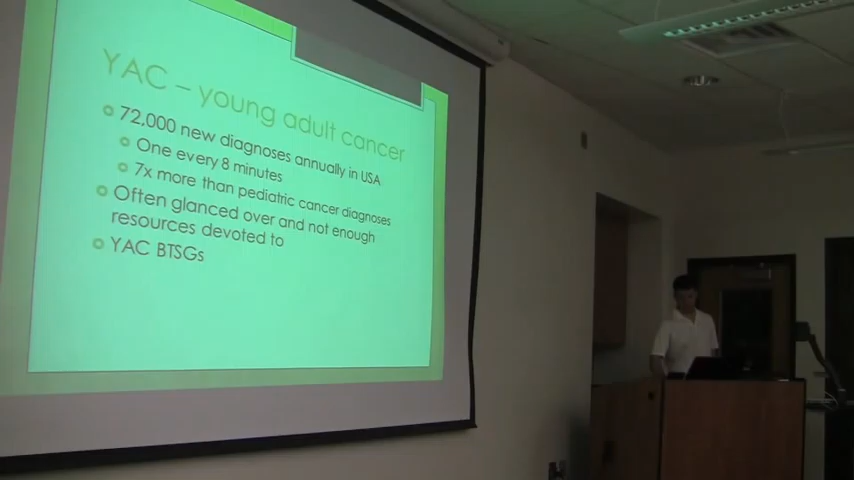 YAC – young adult cancer
72,000 new diagnoses annually in USA
One every 8 minutes
7x more than pediatric cancer diagnoses
Often glanced over and not enough
resources devoted to
YAC BTSGs